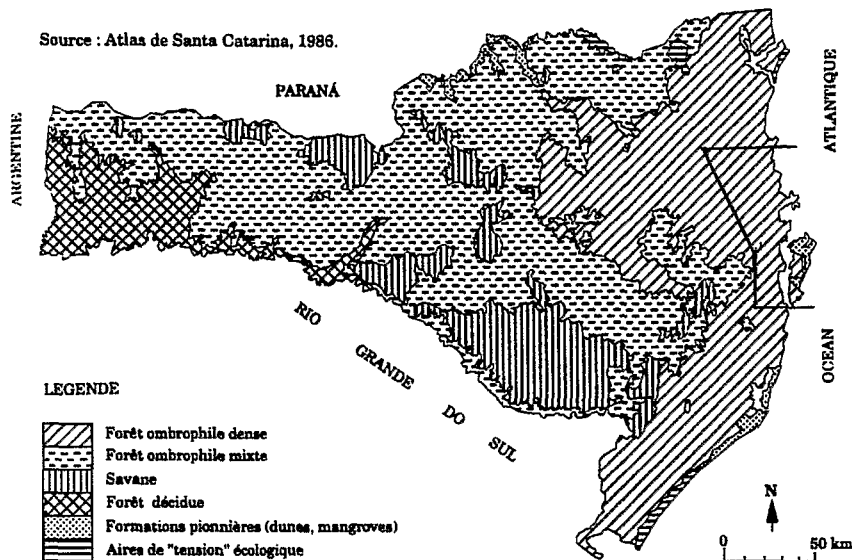 Source : Atlas de Santa Catarina, 1986.
PARANÁ
ARGENTINE
ATLANTIQUE
RIO GRANDE DO SUL
OCEAN
LEGENDE
Forêt ombrophile dense
Forêt ombrophile mixte
Savane
Forêt décidue
Formations pionnières (dunes, mangroves)
Aires de "tension" écologique
N
0 50 km